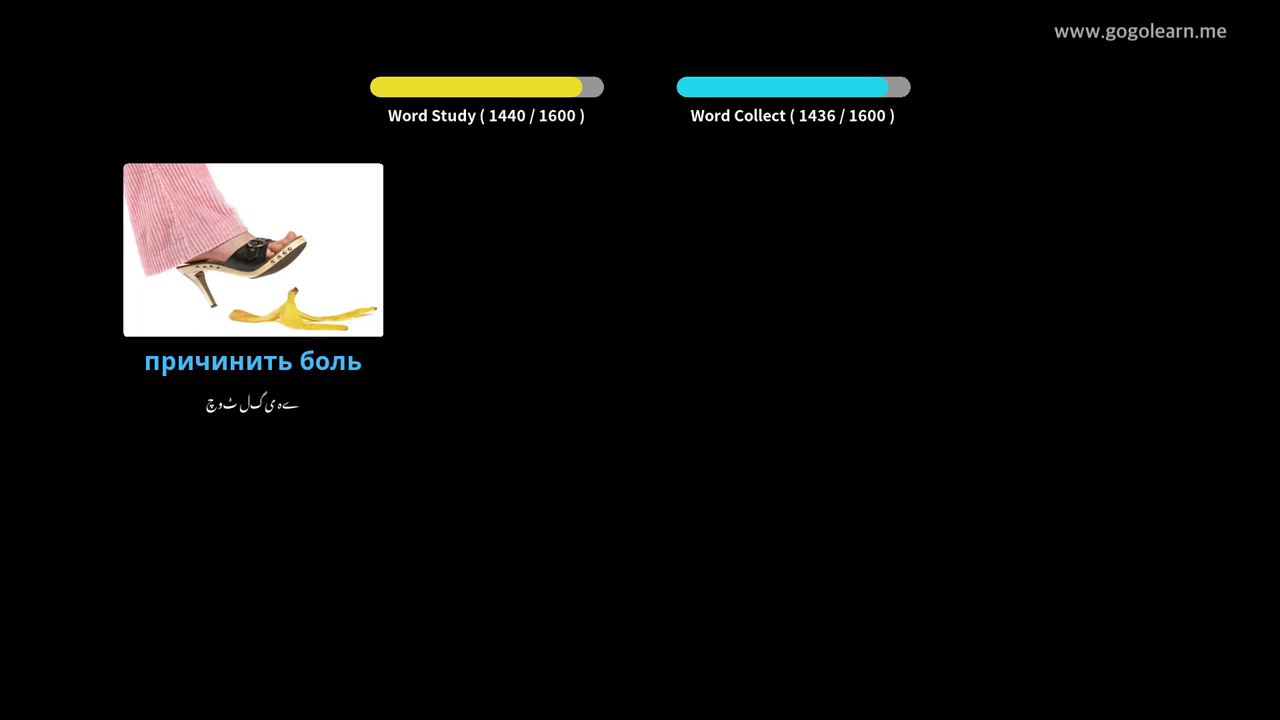 www.gogolearn.me
Word Study ( 1440 / 1600 )
Word Collect ( 1436 / 1600 )
причинить боль
چوٹ لگی ہے